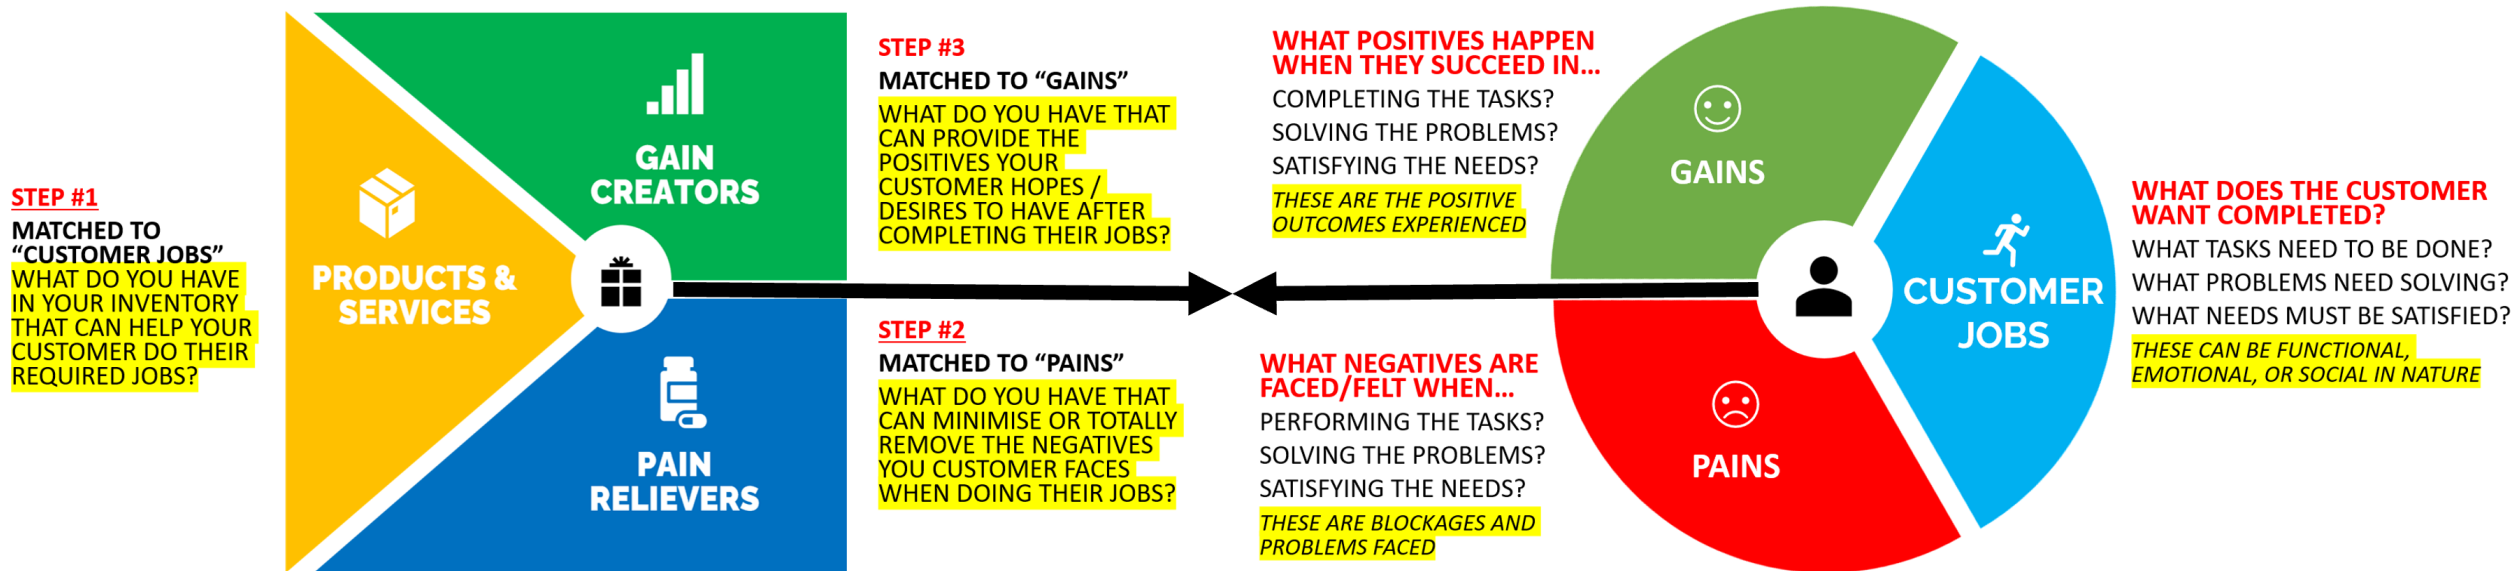 STEP #1
MATCHED TO
“CUSTOMER JOBS”
WHAT DO YOU HAVE
IN YOUR INVENTORY
THAT CAN HELP YOUR
CUSTOMER DO THEIR
REQUIRED JOBS?
PRODUCTS &
SERVICES
GAIN
CREATORS
PAIN
RELIEVERS
STEP #3
MATCHED TO “GAINS”
WHAT DO YOU HAVE THAT
CAN PROVIDE THE
POSITIVES YOUR
CUSTOMER HOPES /
DESIRES TO HAVE AFTER
COMPLETING THEIR JOBS?
STEP #2
MATCHED TO “PAINS”
WHAT DO YOU HAVE THAT
CAN MINIMISE OR TOTALLY
REMOVE THE NEGATIVES
YOU CUSTOMER FACES
WHEN DOING THEIR JOBS?
WHAT POSITIVES HAPPEN
WHEN THEY SUCCEED IN...
COMPLETING THE TASKS?
SOLVING THE PROBLEMS?
SATISFYING THE NEEDS?
THESE ARE THE POSITIVE
OUTCOMES EXPERIENCED
WHAT NEGATIVES ARE
FACED/FELT WHEN...
PERFORMING THE TASKS?
SOLVING THE PROBLEMS?
SATISFYING THE NEEDS?
THESE ARE BLOCKAGES AND
PROBLEMS FACED
GAINS
PAINS
CUSTOMER
JOBS
WHAT DOES THE CUSTOMER
WANT COMPLETED?
WHAT TASKS NEED TO BE DONE?
WHAT PROBLEMS NEED SOLVING?
WHAT NEEDS MUST BE SATISFIED?
THESE CAN BE FUNCTIONAL,
EMOTIONAL, OR SOCIAL IN NATURE